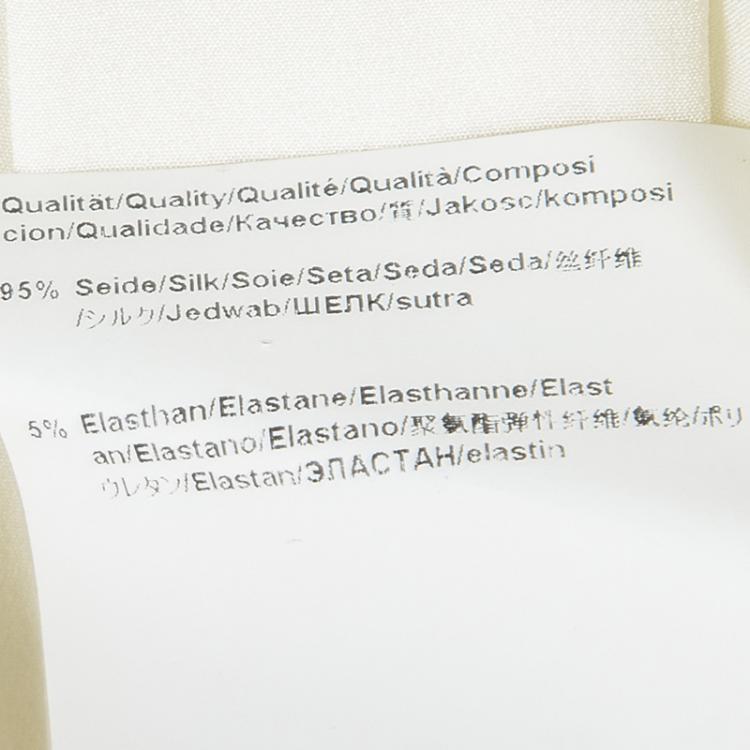 Qualität/Quality/Qualité/Qualità/Composi
cion/Qualidade/Качество/質/Jakosc/komposi
95% Seide/Silk/Soie/Seta/Seda/Seda/丝纤维
/シルク/Jedwab/ШЕЛК/sutra
5% Elasthan/Elastane/Elasthanne/Elast
an/Elastano/Elastano/聚氨酯弹性纤维/氨纶/ポリ
ウレタン/Elastan/ЭЛАСТАН/elastin